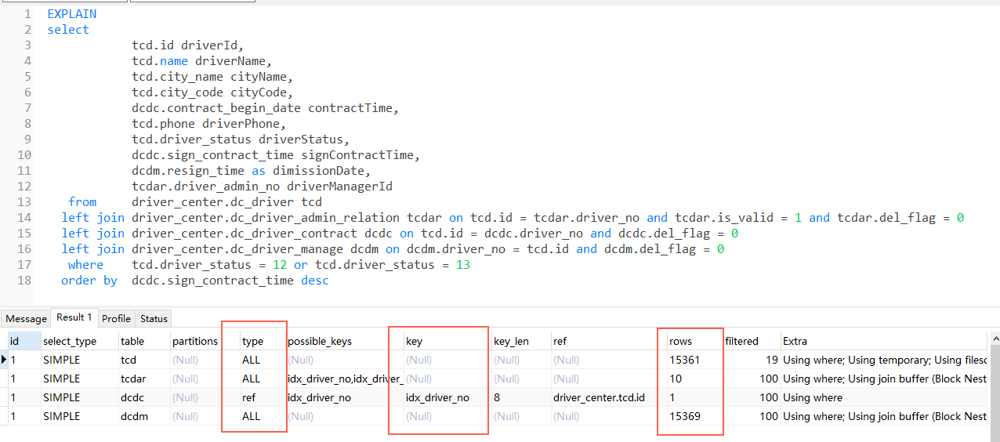 1 EXPLAIN
2 select
3 tcd.id driverId,
4 tcd.name driverName,
5 tcd.city_name cityName,
6 tcd.city_code cityCode,
7 dcdc.contract_begin_date contractTime,
8 tcd.phone driverPhone,
9 tcd.driver_status driverStatus,
10 dcdc.sign_contract_time signContractTime,
11 dcdm.resign_time as dimissionDate,
12 tcdar.driver_admin_no driverManagerId
13 from driver_center.dc_driver tcd
14 left join driver_center.dc_driver_admin_relation tcdar on tcd.id = tcdar.driver_no and tcdar.is_valid = 1 and tcdar.del_flag = 0
15 left join driver_center.dc_driver_contract dcdc on tcd.id = dcdc.driver_no and dcdc.del_flag = 0
16 left join driver_center.dc_driver_manage dcdm on dcdm.driver_no = tcd.id and dcdm.del_flag = 0
17 where tcd.driver_status = 12 or tcd.driver_status = 13
18 order by dcdc.sign_contract_time desc
Message Result 1 Profile Status
id select_type table partitions type possible_keys key key_len ref rows filtered Extra
1 SIMPLE tcd (Null) ALL (Null) (Null) (Null) (Null) 15361 19 Using where; Using temporary; Using fileso
1 SIMPLE tcdar (Null) ALL idx_driver_no,idx_driver_ (Null) (Null) (Null) 10 100 Using where; Using join buffer (Block Nest
1 SIMPLE dcdc (Null) ref idx_driver_no idx_driver_no 8 driver_center.tcd.id 1 100 Using where
1 SIMPLE dcdm (Null) ALL (Null) (Null) (Null) (Null) 15369 100 Using where; Using join buffer (Block Nest